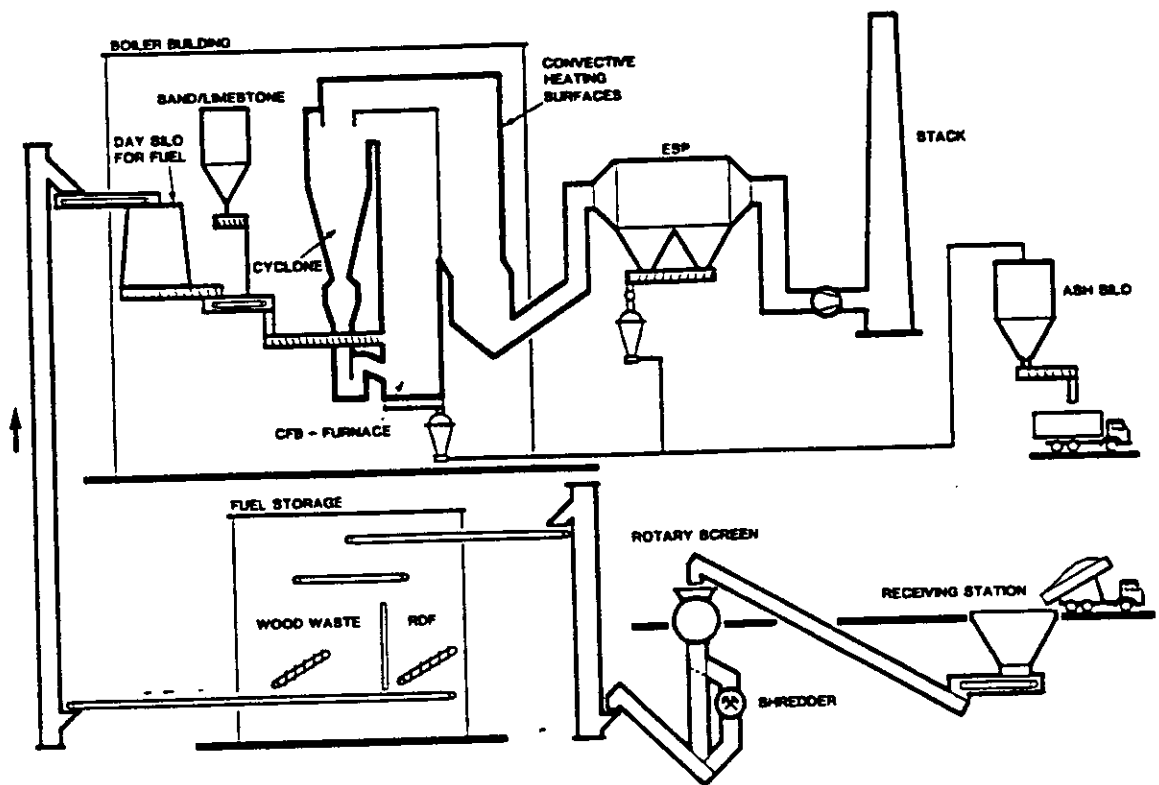 BOILER BUILDING
CONVECTIVE
HEATING
SURFACES
SAND/LIMESTONE
DAY SILO
FOR FUEL
ESP
STACK
CYCLONE
ASH SILO
CFB - FURNACE
FUEL STORAGE
ROTARY SCREEN
RECEIVING STATION
WOOD WASTE
RDF
SHREDDER